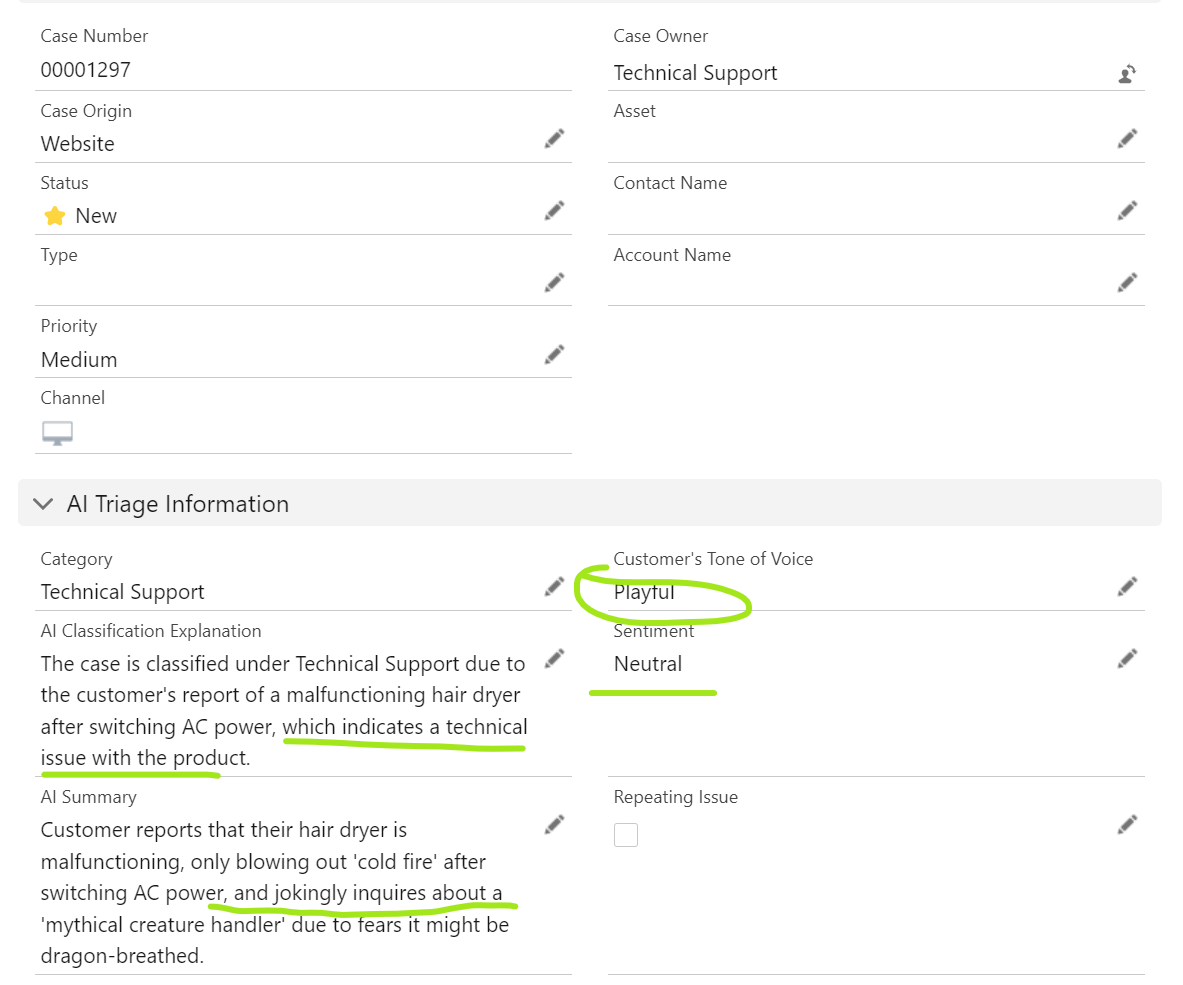 Case Number
00001297
Case Owner
Technical Support
Case Origin
Website
Asset
Status
New
Contact Name
Type
Account Name
Priority
Medium
Channel
AI Triage Information
Category
Technical Support
Customer's Tone of Voice
Playful
AI Classification Explanation
The case is classified under Technical Support due to
the customer's report of a malfunctioning hair dryer
after switching AC power, which indicates a technical
issue with the product.
Sentiment
Neutral
AI Summary
Customer reports that their hair dryer is
malfunctioning, only blowing out 'cold fire' after
switching AC power, and jokingly inquires about a
'mythical creature handler' due to fears it might be
dragon-breathed.
Repeating Issue